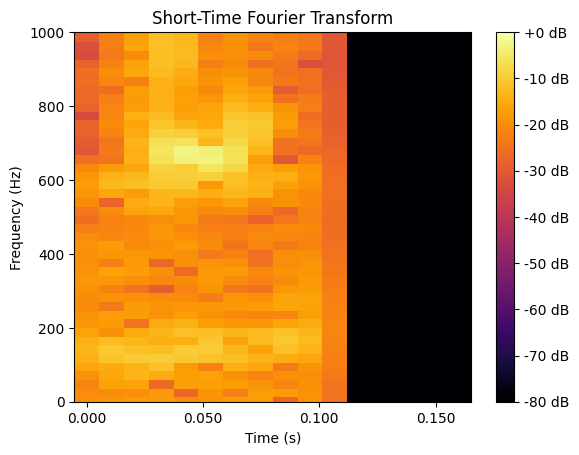 Short-Time Fourier Transform
1000
800
600
400
200
0
Frequency (Hz)
0.000
0.050
0.100
0.150
Time (s)
+0 dB
-10 dB
-20 dB
-30 dB
-40 dB
-50 dB
-60 dB
-70 dB
-80 dB